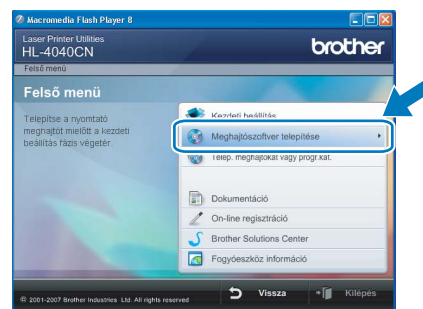 Macromedia Flash Player 8
Laser Printer Utilities
HL-4040CN
brother
Felső menü
Felső menü
Telepítse a nyomtató
meghajtót mielőtt a kezdeti
beállítás fázis végetér.
Kezdeti beállítás
Meghajtószoftver telepítése
Telep. meghajtókat vagy progr.kat.
Dokumentáció
On-line regisztráció
Brother Solutions Center
Fogyóeszköz információ
© 2001-2007 Brother Industries Ltd. All rights reserved
Vissza
Kilépés